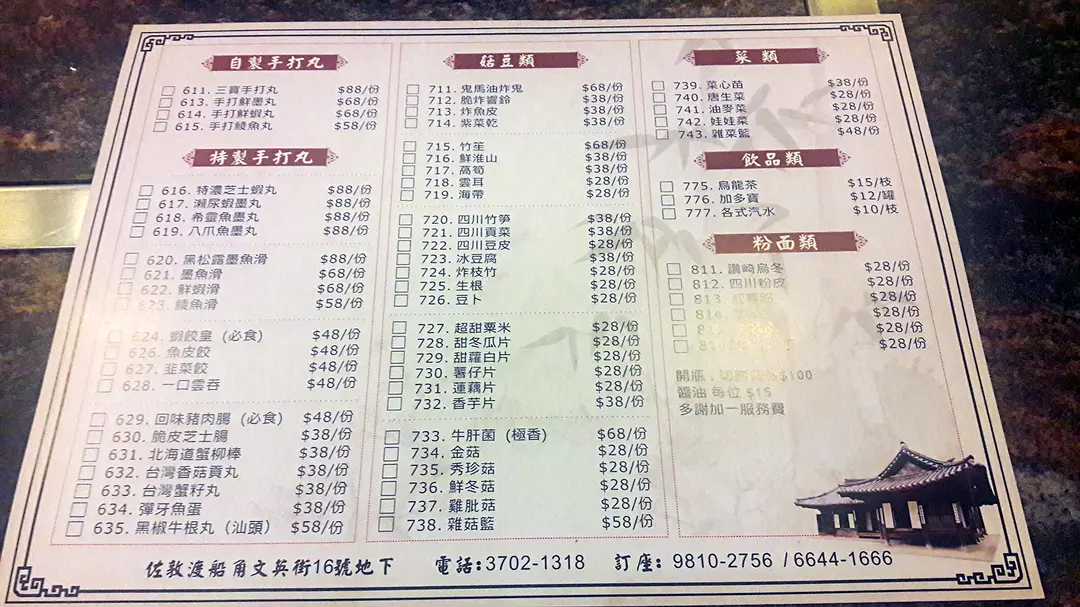 自製手打丸
611. 三寶手打丸 $88/份
613. 手打鮮墨丸 $68/份
614. 手打鮮蝦丸 $68/份
615. 手打鯪魚丸 $58/份
特製手打丸
616. 特濃芝士蝦丸 $88/份
617. 瀨尿蝦墨丸 $88/份
618. 希靈魚墨丸 $88/份
619. 八爪魚墨丸 $88/份
620. 黑松露墨魚滑 $88/份
621. 墨魚滑 $68/份
622. 鮮蝦滑 $68/份
623. 鯪魚滑 $58/份
624. 蝦餃皇 (必食) $48/份
626. 魚皮餃 $48/份
627. 韭菜餃 $48/份
628. 一口雲吞 $48/份
629. 回味豬肉腸 (必食) $48/份
630. 脆皮芝士腸 $38/份
631. 北海道蟹柳棒 $38/份
632. 台灣香菇貢丸 $38/份
633. 台灣蟹籽丸 $38/份
634. 彈牙魚蛋 $38/份
635. 黑椒牛根丸 (汕頭) $58/份
菇豆類
711. 鬼馬油炸鬼 $68/份
712. 脆炸響鈴 $38/份
713. 炸魚皮 $38/份
714. 紫菜乾 $38/份
715. 竹笙 $68/份
716. 鮮淮山 $38/份
717. 萵筍 $38/份
718. 雲耳 $28/份
719. 海帶 $28/份
720. 四川竹筍 $38/份
721. 四川貢菜 $38/份
722. 四川豆皮 $28/份
723. 冰豆腐 $38/份
724. 炸枝竹 $28/份
725. 生根 $28/份
726. 豆卜 $28/份
727. 超甜粟米 $28/份
728. 甜冬瓜片 $28/份
729. 甜蘿白片 $28/份
730. 薯仔片 $28/份
731. 蓮藕片 $28/份
732. 香芋片 $38/份
733. 牛肝菌 (極香) $68/份
734. 金菇 $28/份
735. 秀珍菇 $28/份
736. 鮮冬菇 $28/份
737. 雞肶菇 $28/份
738. 雜菇籃 $58/份
菜類
739. 菜心苗 $38/份
740. 唐生菜 $28/份
741. 油麥菜 $28/份
742. 娃娃菜 $28/份
743. 雜菜籃 $48/份
飲品類
775. 烏龍茶 $15/枝
776. 加多寶 $12/罐
777. 各式汽水 $10/枝
粉面類
811. 讚崎烏冬 $28/份
812. 四川粉皮 $28/份
813. $28/份
814. $28/份
$28/份
$28/份
開瓶 $100
醬油 每位 $15
多謝加一服務費
佐敦渡船角文英街16號地下 電話:3702-1318 訂座: 9810-2756 / 6644-1666